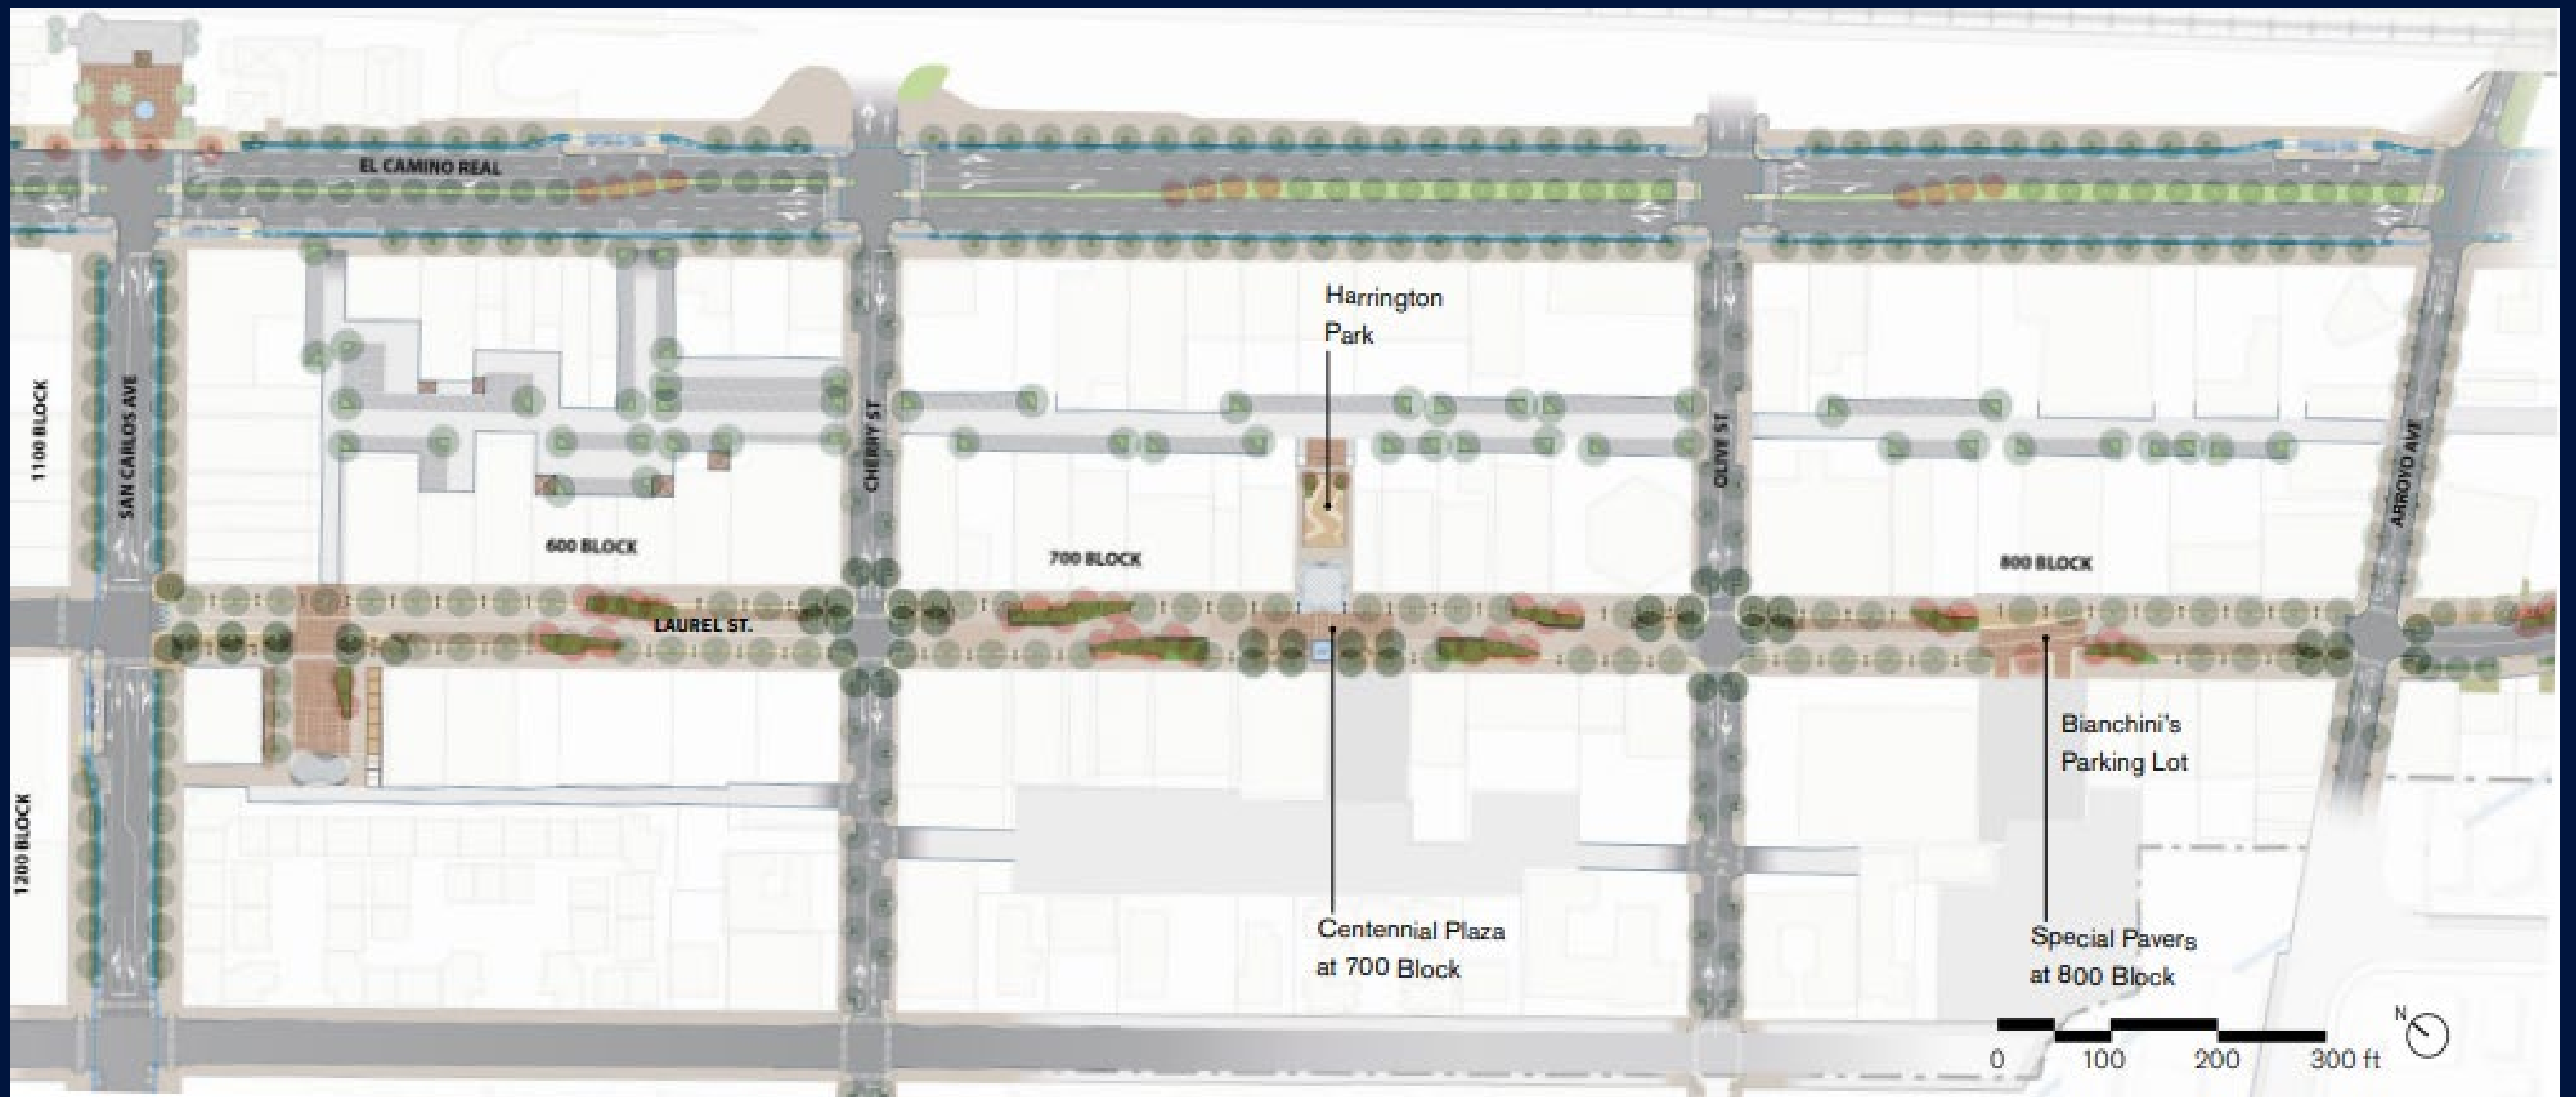 EL CAMINO REAL
Harrington
Park
1100 BLOCK
SAN CARLOS AVE
CHERRY ST
OLIVE ST
ARROYO AVE
600 BLOCK
700 BLOCK
800 BLOCK
LAUREL ST.
Bianchini's
Parking Lot
1200 BLOCK
Centennial Plaza
at 700 Block
Special Pavers
at 800 Block
N
0 100 200 300 ft